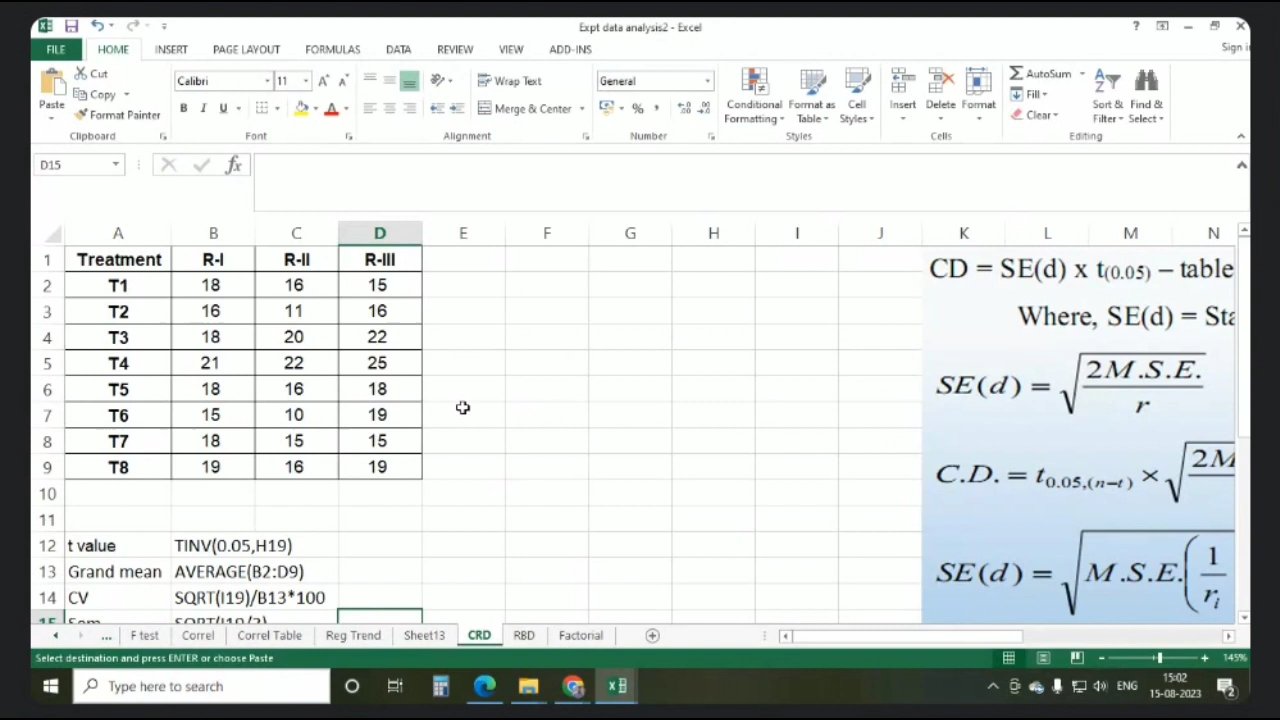 Expt data analysis2 - Excel
?
Sign i
FILE HOME INSERT PAGE LAYOUT FORMULAS DATA REVIEW VIEW ADD-INS
Paste
Cut
Copy
Format Painter
Clipboard
Calibri 11
B I U
Font
Wrap Text
Merge & Center
Alignment
General
%
Number
Conditional Formatting
Format as Table
Cell Styles
Styles
Insert Delete Format
Cells
AutoSum
Fill
Clear
Sort & Filter
Find & Select
Editing
D15 fx
A B C D E F G H I J K L M N
1 Treatment R-I R-II R-III
2 T1 18 16 15
3 T2 16 11 16
4 T3 18 20 22
5 T4 21 22 25
6 T5 18 16 18
7 T6 15 10 19
8 T7 18 15 15
9 T8 19 16 19
10
11
12 t value TINV(0.05,H19)
13 Grand mean AVERAGE(B2:D9)
14 CV SQRT(I19)/B13*100
CD = SE(d) x t(0.05) – table
Where, SE(d) = Sta
SE(d) = √2M.S.E./r
C.D. = t0.05,(n−t) × √2M
SE(d) = √M.S.E.(1/ri
... F test Correl Correl Table Reg Trend Sheet13 CRD RBD Factorial
Select destination and press ENTER or choose Paste
145%
Type here to search
ENG
15:02
15-08-2023
2